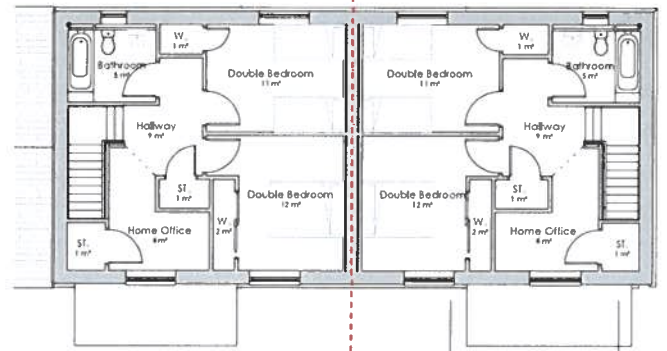 W.
1 m²
Bathroom
5 m²
Double Bedroom
11 m²
Hallway
9 m²
ST.
1 m²
Double Bedroom
12 m²
W.
2 m²
Home Office
8 m²
ST.
1 m²
W.
1 m²
Double Bedroom
11 m²
Bathroom
5 m²
Hallway
9 m²
Double Bedroom
12 m²
ST.
1 m²
W.
2 m²
Home Office
8 m²
ST.
1 m²